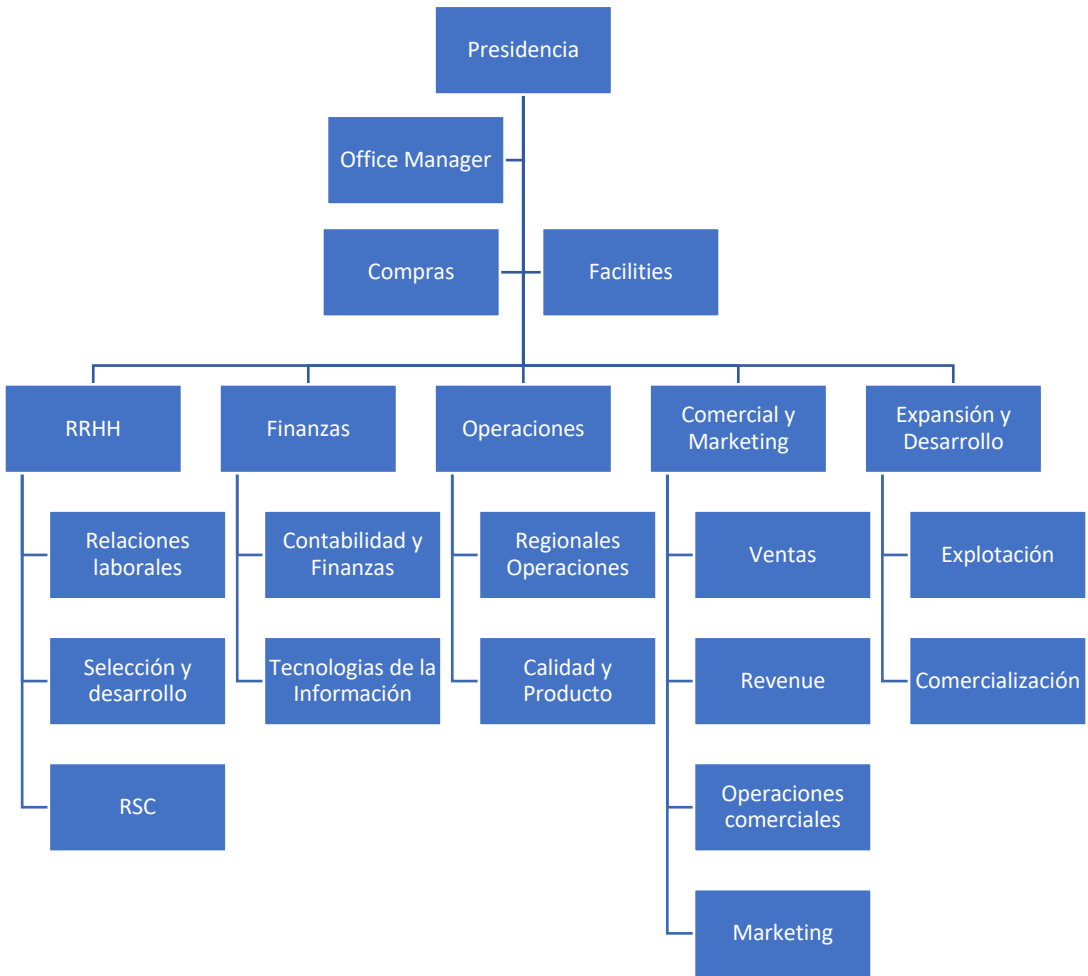 Presidencia
Office Manager
Compras
Facilities
RRHH
Finanzas
Operaciones
Comercial y
Marketing
Expansión y
Desarrollo
Relaciones
laborales
Contabilidad y
Finanzas
Regionales
Operaciones
Ventas
Explotación
Selección y
desarrollo
Tecnologias de la
Información
Calidad y
Producto
Revenue
Comercialización
RSC
Operaciones
comerciales
Marketing